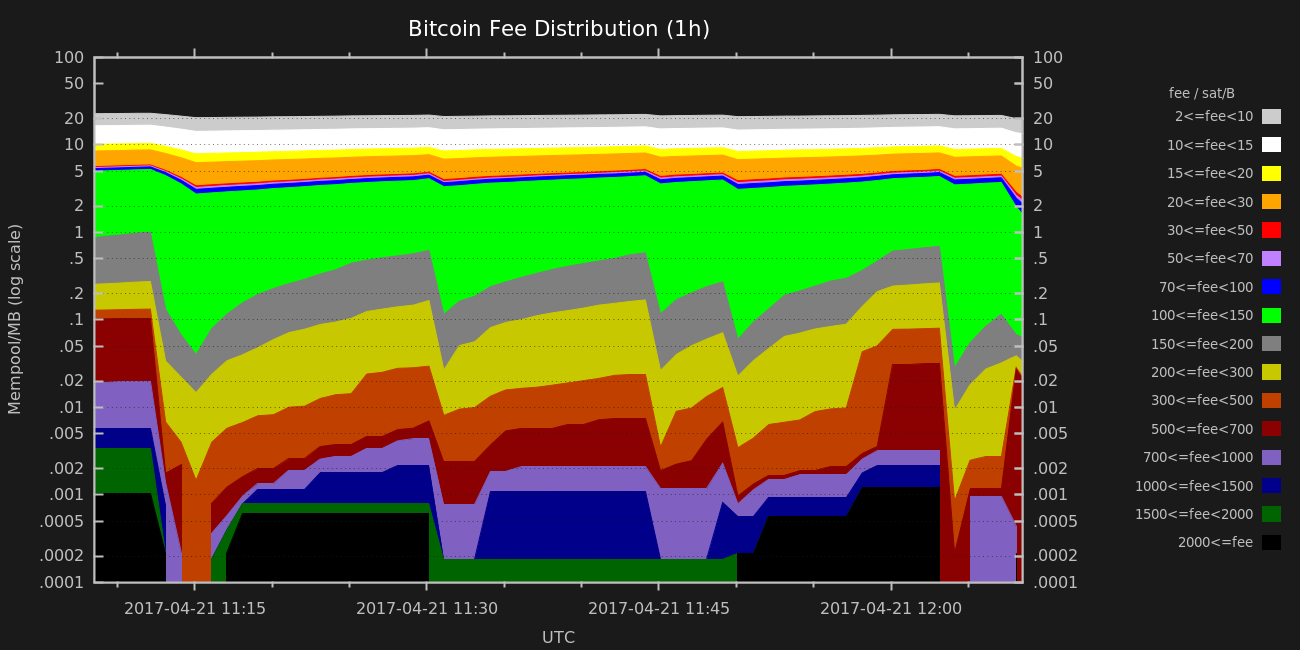 Bitcoin Fee Distribution (1h)
100 100
50 50
20 20
10 10
5 5
2 2
1 1
.5 .5
.2 .2
.1 .1
.05 .05
.02 .02
.01 .01
.005 .005
.002 .002
.001 .001
.0005 .0005
.0002 .0002
.0001 .0001
Mempool/MB (log scale)
2017-04-21 11:15 2017-04-21 11:30 2017-04-21 11:45 2017-04-21 12:00
UTC
fee / sat/B
2<=fee<10
10<=fee<15
15<=fee<20
20<=fee<30
30<=fee<50
50<=fee<70
70<=fee<100
100<=fee<150
150<=fee<200
200<=fee<300
300<=fee<500
500<=fee<700
700<=fee<1000
1000<=fee<1500
1500<=fee<2000
2000<=fee